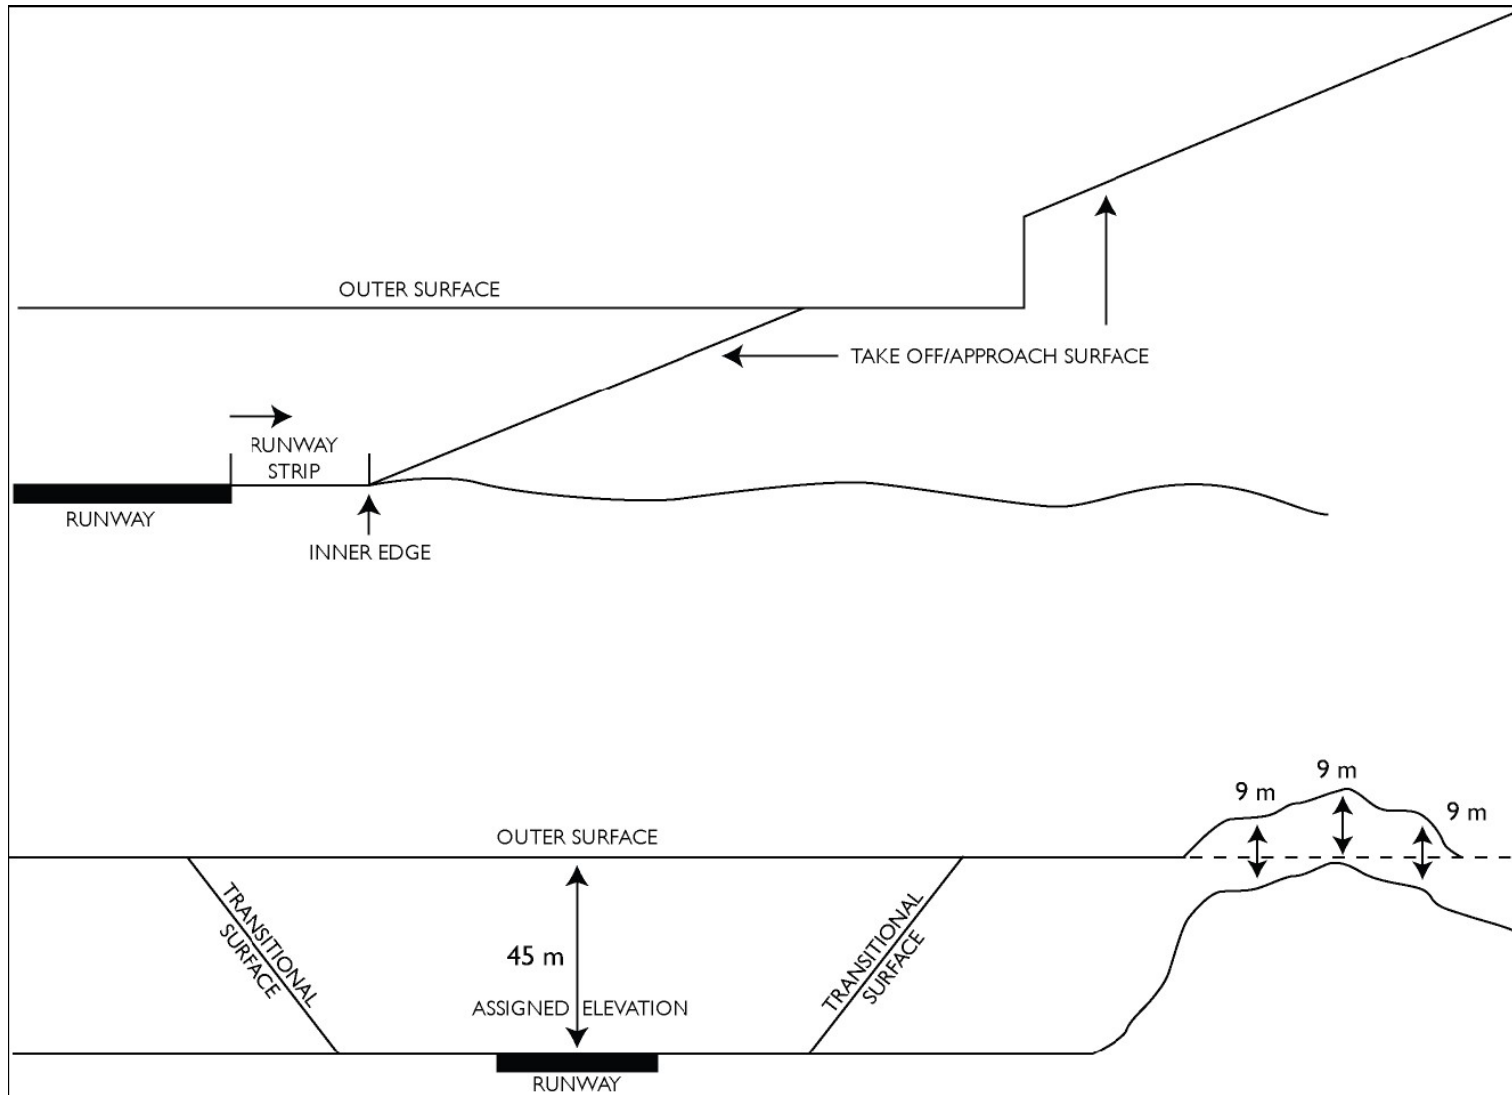 OUTER SURFACE
TAKE OFF/APPROACH SURFACE
RUNWAY
STRIP
RUNWAY
INNER EDGE
9 m
9 m
9 m
OUTER SURFACE
TRANSITIONAL
SURFACE
45 m
TRANSITIONAL
SURFACE
ASSIGNED ELEVATION
RUNWAY